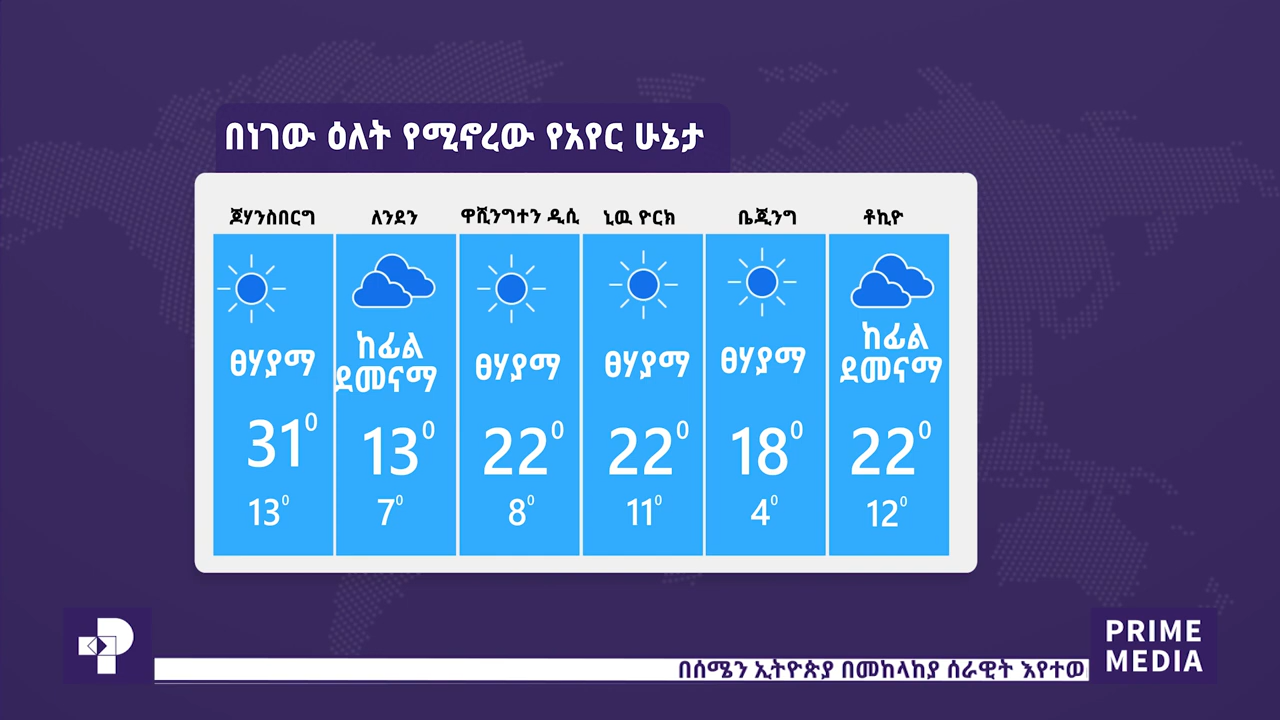 በነገው ዕለት የሚኖረው የአየር ሁኔታ
ጆሃንስበርግ ለንደን ዋሺንግተን ዲሲ ኒዉ ዮርክ ቤጂንግ ቶኪዮ
ፀሃያማ
31⁰
13⁰
ከፊል
ደመናማ
13⁰
7⁰
ፀሃያማ
22⁰
8⁰
ፀሃያማ
22⁰
11⁰
ፀሃያማ
18⁰
4⁰
ከፊል
ደመናማ
22⁰
12⁰
በሰሜን ኢትዮጵያ በመከላከያ ሰራዊት እየተወ
PRIME
MEDIA